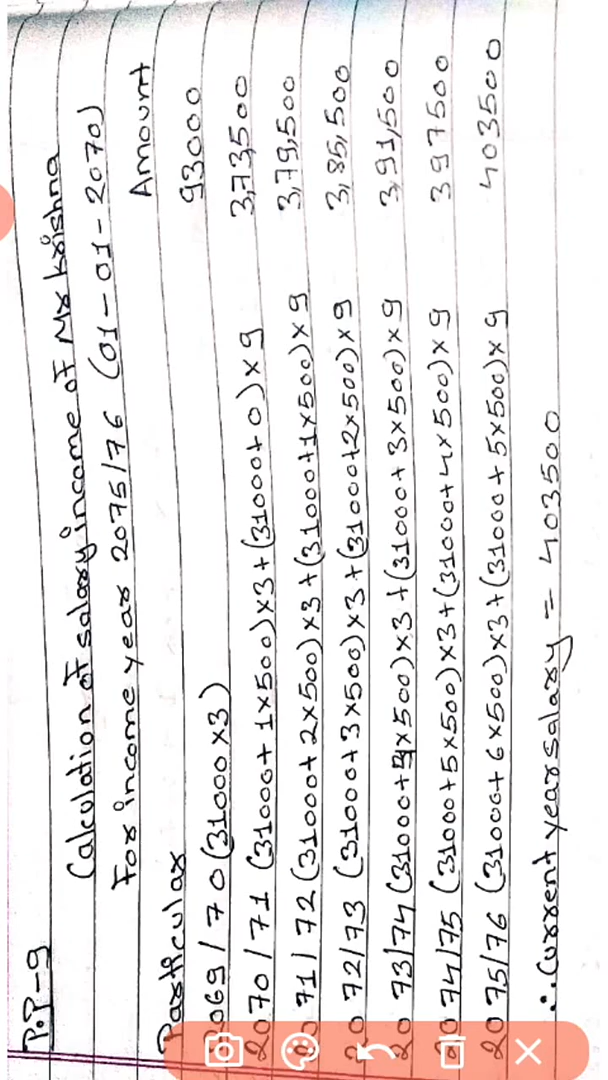 P.P-9
Calculation of salary income of Mr Krishna
For income year 2075/76 (01-01-2070)
Particular Amount
2069/70 (31000×3) 93000
2070/71 (31000+1×500)×3+(31000+0)×9 3,73,500
2071/72 (31000+2×500)×3+(31000+1×500)×9 3,79,500
2072/73 (31000+3×500)×3+(31000+2×500)×9 3,85,500
2073/74 (31000+4×500)×3+(31000+3×500)×9 3,91,500
2074/75 (31000+5×500)×3+(31000+4×500)×9 397500
2075/76 (31000+6×500)×3+(31000+5×500)×9 403500
∴ Current year salary = 403500